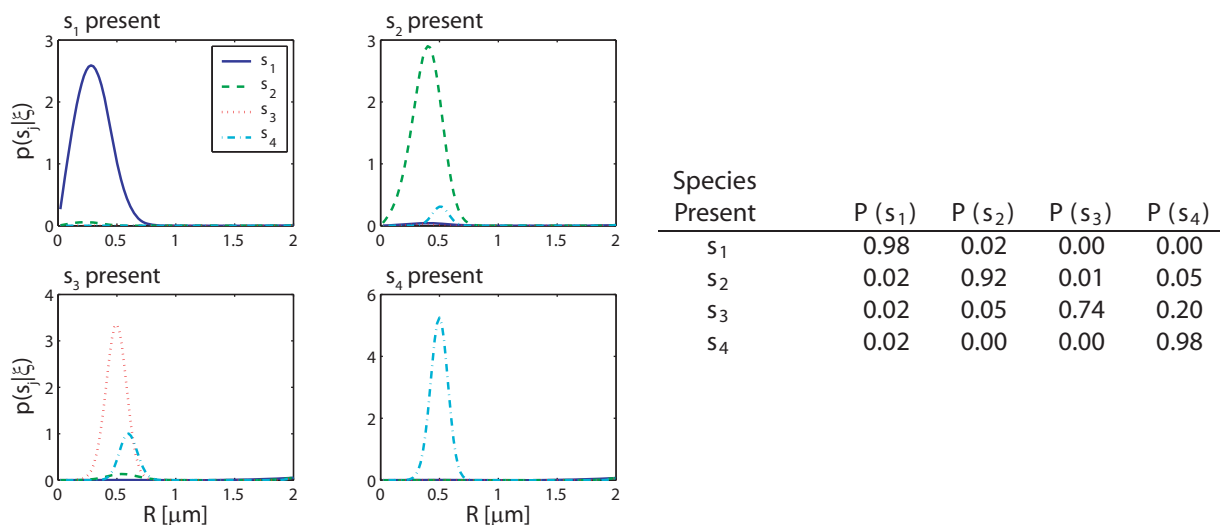 s1 present
3
2
1
0
0 0.5 1 1.5 2
p(sj|ξ)
s1
s2
s3
s4
s2 present
3
2
1
0
0 0.5 1 1.5 2
s3 present
4
3
2
1
0
0 0.5 1 1.5 2
p(sj|ξ)
R [μm]
s4 present
6
4
2
0
0 0.5 1 1.5 2
R [μm]
Species
Present P (s1) P (s2) P (s3) P (s4)
s1 0.98 0.02 0.00 0.00
s2 0.02 0.92 0.01 0.05
s3 0.02 0.05 0.74 0.20
s4 0.02 0.00 0.00 0.98